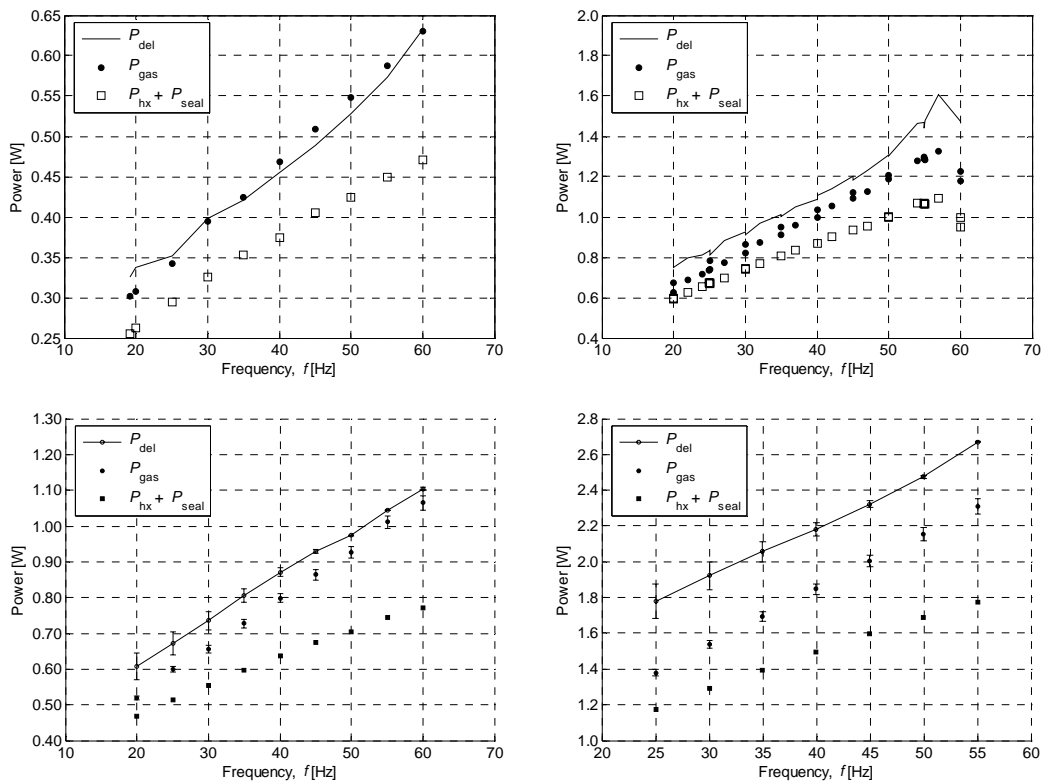 0.65
0.60
0.55
0.50
0.45
0.40
0.35
0.30
0.25
Power [W]
P_del
P_gas
P_hx + P_seal
10 20 30 40 50 60 70
Frequency, f [Hz]
2.0
1.8
1.6
1.4
1.2
1.0
0.8
0.6
0.4
Power [W]
P_del
P_gas
P_hx + P_seal
10 20 30 40 50 60 70
Frequency, f [Hz]
1.30
1.20
1.10
1.00
0.90
0.80
0.70
0.60
0.50
0.40
Power [W]
P_del
P_gas
P_hx + P_seal
10 20 30 40 50 60 70
Frequency, f [Hz]
2.8
2.6
2.4
2.2
2.0
1.8
1.6
1.4
1.2
1.0
Power [W]
P_del
P_gas
P_hx + P_seal
20 25 30 35 40 45 50 55 60
Frequency, f [Hz]